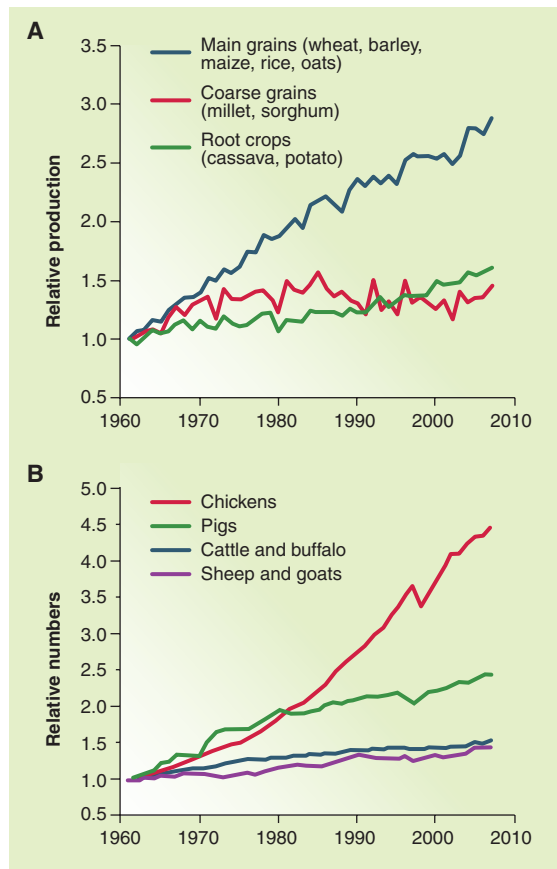 A
3.5
3.0
2.5
2.0
1.5
1.0
0.5
Relative production
Main grains (wheat, barley,
maize, rice, oats)
Coarse grains
(millet, sorghum)
Root crops
(cassava, potato)
1960
1970
1980
1990
2000
2010
B
5.0
4.5
4.0
3.5
3.0
2.5
2.0
1.5
1.0
0.5
Relative numbers
Chickens
Pigs
Cattle and buffalo
Sheep and goats
1960
1970
1980
1990
2000
2010